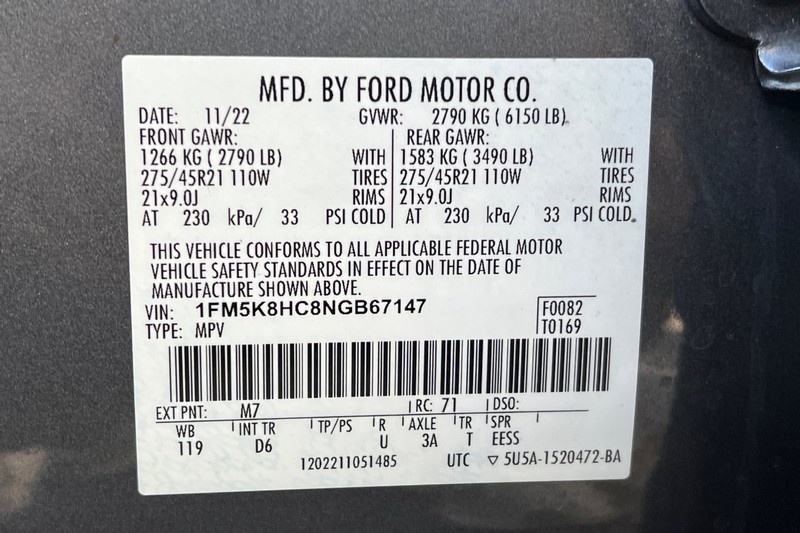 MFD. BY FORD MOTOR CO.
DATE: 11/22 GVWR: 2790 KG ( 6150 LB)
FRONT GAWR: REAR GAWR:
1266 KG ( 2790 LB) WITH 1583 KG ( 3490 LB) WITH
275/45R21 110W TIRES 275/45R21 110W TIRES
21x9.0J RIMS 21x9.0J RIMS
AT 230 kPa/ 33 PSI COLD AT 230 kPa/ 33 PSI COLD.
THIS VEHICLE CONFORMS TO ALL APPLICABLE FEDERAL MOTOR
VEHICLE SAFETY STANDARDS IN EFFECT ON THE DATE OF
MANUFACTURE SHOWN ABOVE.
VIN: 1FM5K8HC8NGB67147 F0082
TYPE: MPV T0169
EXT PNT: M7 RC: 71 DSO:
WB INT TR TP/PS R AXLE TR SPR
119 D6 U 3A T EESS
1202211051485 UTC ▽ 5U5A-1520472-BA